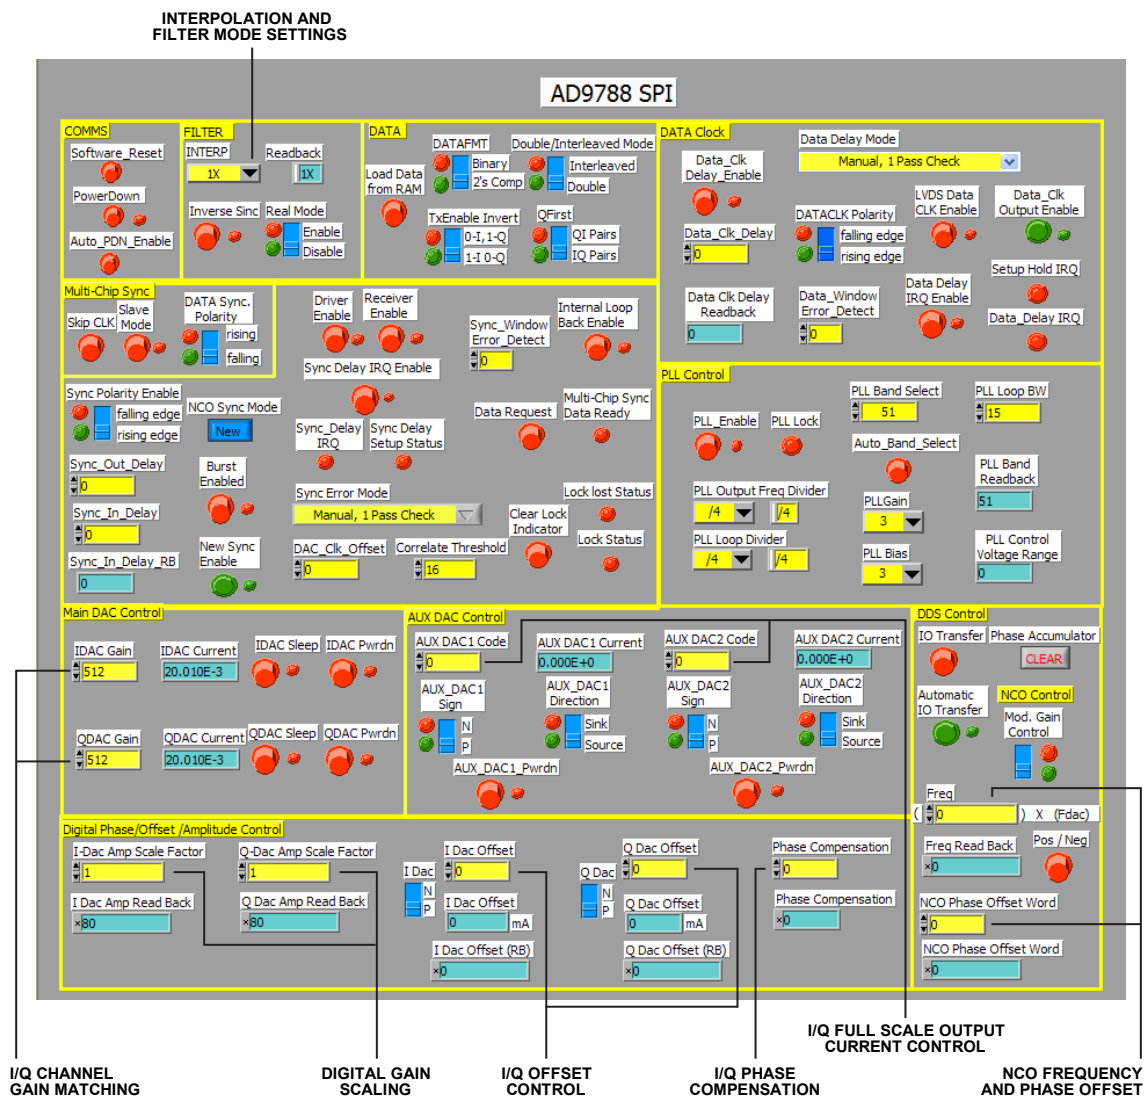 INTERPOLATION AND
FILTER MODE SETTINGS
AD9788 SPI
COMMS
Software_Reset
PowerDown
Auto_PDN_Enable
FILTER
INTERP
Readback
1X
1X
Inverse Sinc
Real Mode
Enable
Disable
DATA
Load Data
from RAM
DATAFMT
Binary
2's Comp
Double/Interleaved Mode
Interleaved
Double
TxEnable Invert
0-I,1-Q
1-I 0-Q
QFirst
QI Pairs
IQ Pairs
DATA Clock
Data_Clk
Delay_Enable
Data Delay Mode
Manual, 1 Pass Check
Data_Clk_Delay
0
DATACLK Polarity
falling edge
rising edge
LVDS Data
CLK Enable
Data_Clk
Output Enable
Data Clk Delay
Readback
0
Data_Window
Error_Detect
0
Data Delay
IRQ Enable
Setup Hold IRQ
Data_Delay IRQ
Multi-Chip Sync
Skip CLK
Slave
Mode
DATA Sync.
Polarity
rising
falling
Driver
Enable
Receiver
Enable
Sync_Window
Error_Detect
0
Internal Loop
Back Enable
Sync Delay IRQ Enable
Sync Polarity Enable
falling edge
rising edge
NCO Sync Mode
New
Sync_Delay
IRQ
Sync Delay
Setup Status
Data Request
Multi-Chip Sync
Data Ready
Sync_Out_Delay
0
Burst
Enabled
Sync_In_Delay
0
Sync Error Mode
Manual, 1 Pass Check
Clear Lock
Indicator
Lock lost Status
Lock Status
Sync_In_Delay_RB
0
New Sync
Enable
DAC_Clk_Offset
0
Correlate Threshold
16
PLL Control
PLL_Enable
PLL Lock
PLL Band Select
51
PLL Loop BW
15
Auto_Band_Select
PLL Band
Readback
51
PLL Output Freq Divider
/4
/4
PLLGain
3
PLL Loop Divider
/4
/4
PLL Bias
3
PLL Control
Voltage Range
0
Main DAC Control
IDAC Gain
512
IDAC Current
20.010E-3
IDAC Sleep
IDAC Pwrdn
QDAC Gain
512
QDAC Current
20.010E-3
QDAC Sleep
QDAC Pwrdn
AUX DAC Control
AUX DAC1 Code
0
AUX DAC1 Current
0.000E+0
AUX DAC2 Code
0
AUX DAC2 Current
0.000E+0
AUX_DAC1
Sign
N
P
AUX_DAC1
Direction
Sink
Source
AUX_DAC2
Sign
N
P
AUX_DAC2
Direction
Sink
Source
AUX_DAC1_Pwrdn
AUX_DAC2_Pwrdn
DDS Control
IO Transfer
Phase Accumulator
CLEAR
Automatic
IO Transfer
NCO Control
Mod. Gain
Control
Freq
( 0 ) X (Fdac)
Freq Read Back
×0
Pos / Neg
NCO Phase Offset Word
0
NCO Phase Offset Word
×0
Digital Phase/Offset /Amplitude Control
I-Dac Amp Scale Factor
1
Q-Dac Amp Scale Factor
1
I Dac Amp Read Back
×80
Q Dac Amp Read Back
×80
I Dac
N
P
I Dac Offset
0
I Dac Offset
0 mA
I Dac Offset (RB)
×0
Q Dac
N
P
Q Dac Offset
0
Q Dac Offset
0 mA
Q Dac Offset (RB)
×0
Phase Compensation
0
Phase Compensation
×0
I/Q CHANNEL
GAIN MATCHING
DIGITAL GAIN
SCALING
I/Q OFFSET
CONTROL
I/Q PHASE
COMPENSATION
I/Q FULL SCALE OUTPUT
CURRENT CONTROL
NCO FREQUENCY
AND PHASE OFFSET